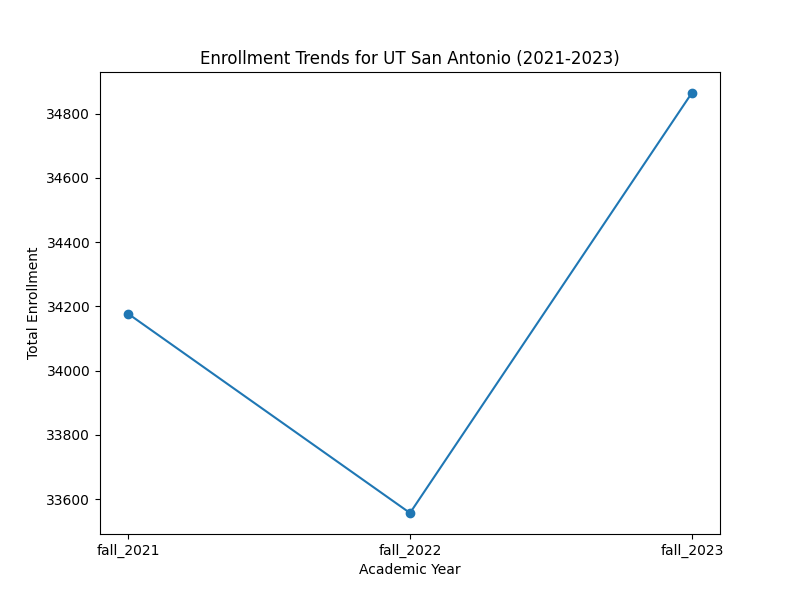 Enrollment Trends for UT San Antonio (2021-2023)
34800
34600
34400
34200
34000
33800
33600
Total Enrollment
fall_2021 fall_2022 fall_2023
Academic Year